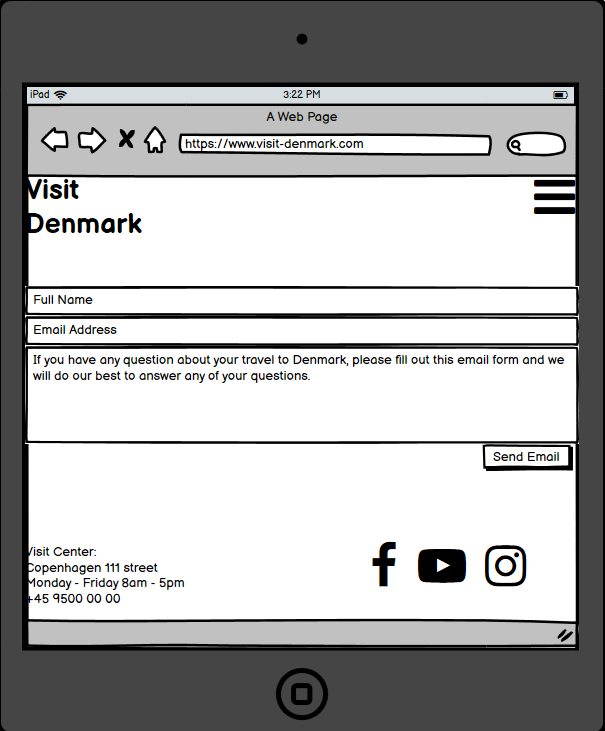 iPad
3:22 PM
A Web Page
https://www.visit-denmark.com
Visit
Denmark
Full Name
Email Address
If you have any question about your travel to Denmark, please fill out this email form and we
will do our best to answer any of your questions.
Send Email
Visit Center:
Copenhagen 111 street
Monday - Friday 8am - 5pm
+45 9500 00 00